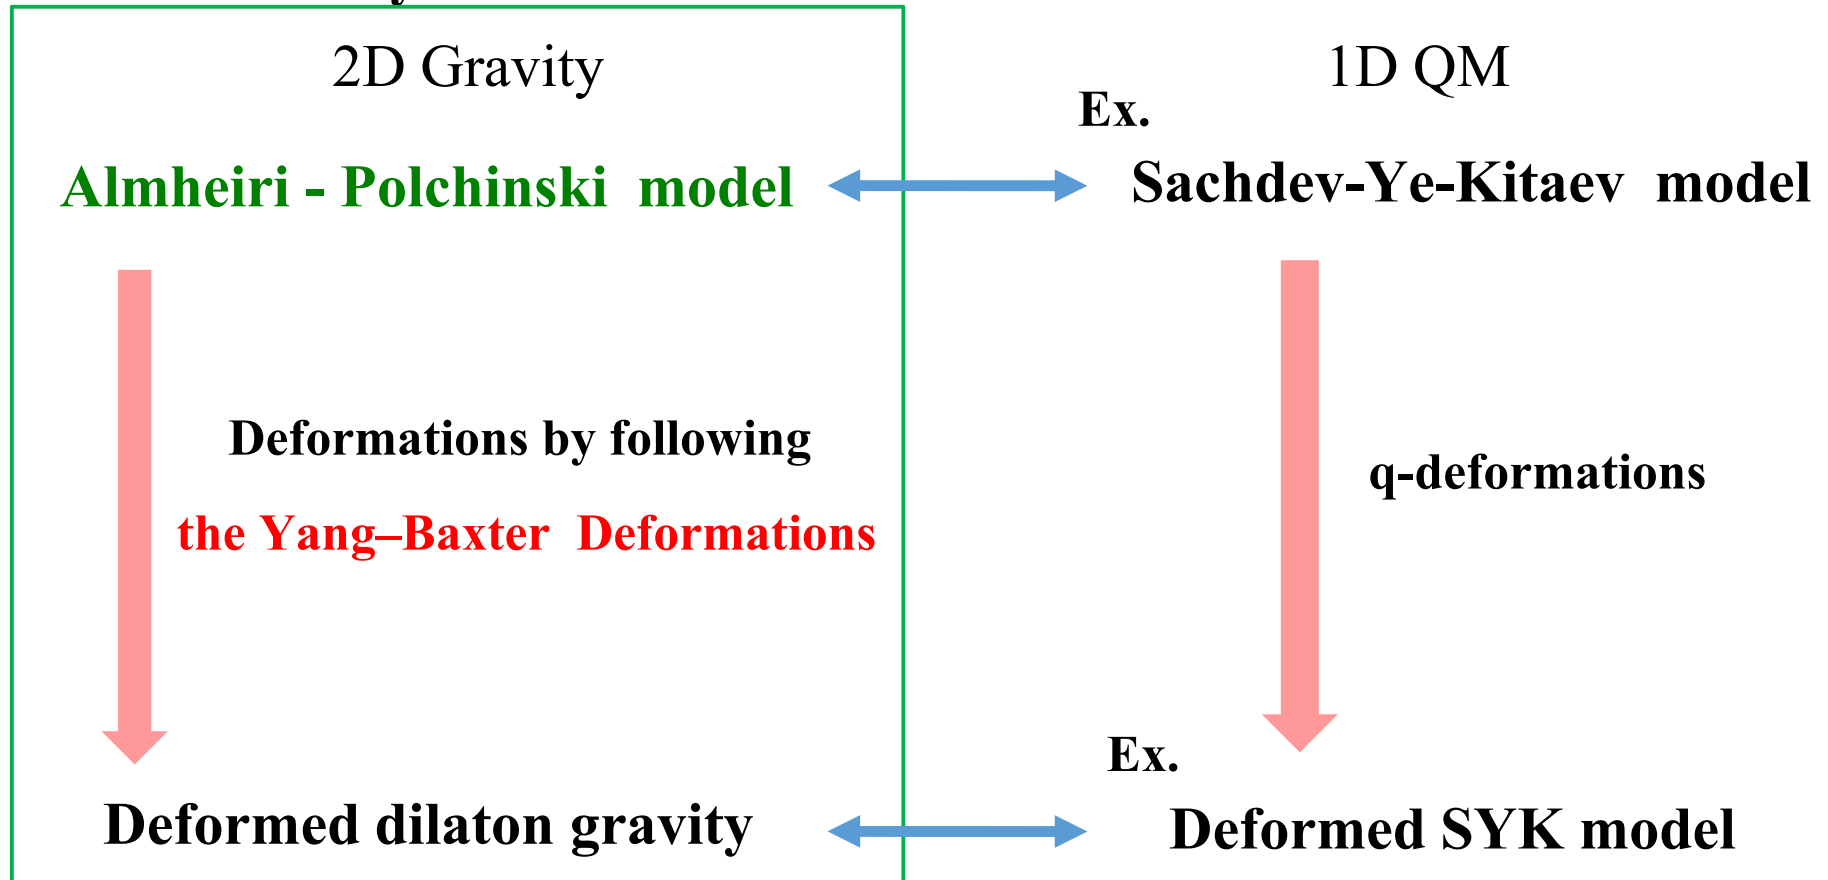 2D Gravity
1D QM
Ex.
Almheiri - Polchinski model
Sachdev-Ye-Kitaev model
Deformations by following
the Yang–Baxter Deformations
q-deformations
Ex.
Deformed dilaton gravity
Deformed SYK model